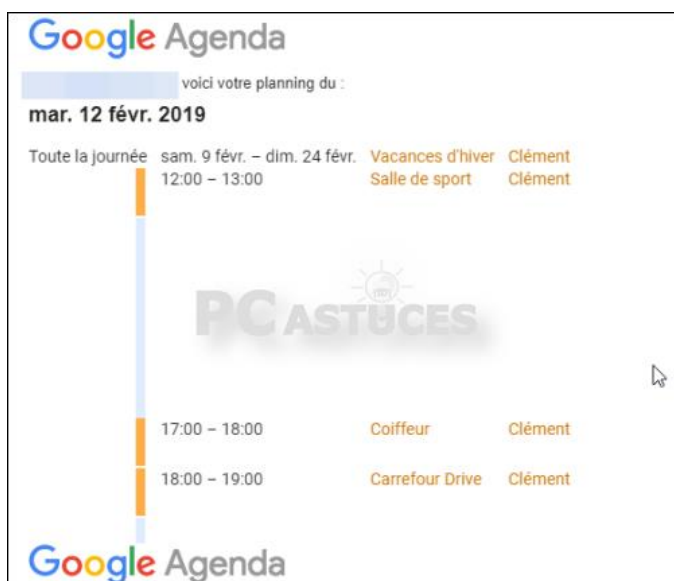 Google Agenda
voici votre planning du :
mar. 12 févr. 2019
Toute la journée sam. 9 févr. – dim. 24 févr. Vacances d'hiver Clément
12:00 – 13:00 Salle de sport Clément
PC ASTUCES
17:00 – 18:00 Coiffeur Clément
18:00 – 19:00 Carrefour Drive Clément
Google Agenda